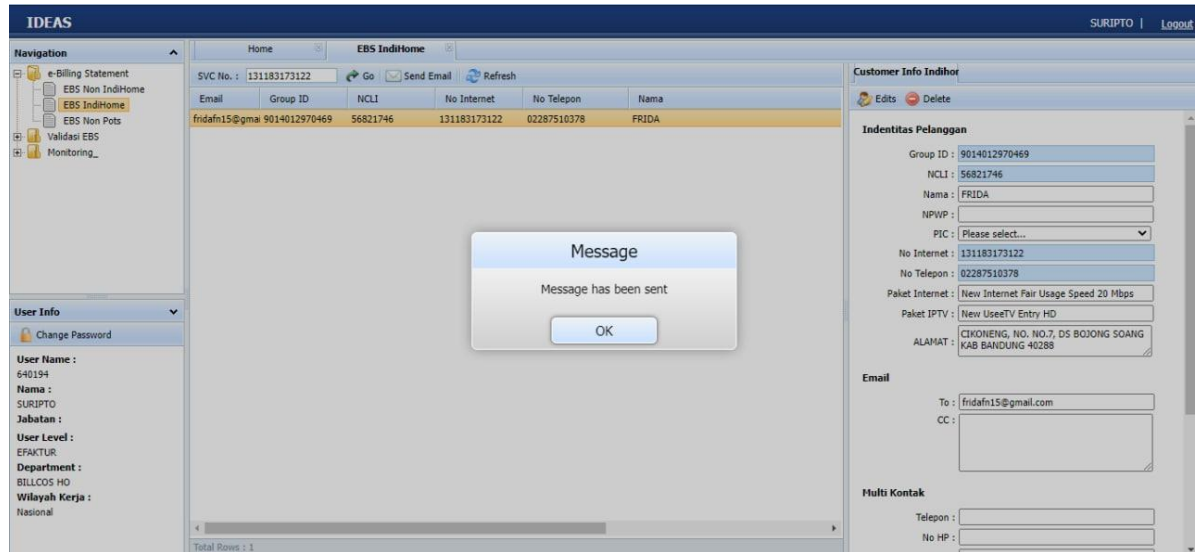 IDEAS
SURIPTO | Logout
Navigation
e-Billing Statement
EBS Non IndiHome
EBS IndiHome
EBS Non Pots
Validasi EBS
Monitoring_
User Info
Change Password
User Name :
640194
Nama :
SURIPTO
Jabatan :
User Level :
EFAKTUR
Department :
BILLCOS HO
Wilayah Kerja :
Nasional
Home
EBS IndiHome
SVC No. : 131183173122 Go Send Email Refresh
Email Group ID NCLI No Internet No Telepon Nama
fridafn15@gmai 9014012970469 56821746 131183173122 02287510378 FRIDA
Message
Message has been sent
OK
Total Rows : 1
Customer Info Indihor
Edits Delete
Indentitas Pelanggan
Group ID : 9014012970469
NCLI : 56821746
Nama : FRIDA
NPWP :
PIC : Please select...
No Internet : 131183173122
No Telepon : 02287510378
Paket Internet : New Internet Fair Usage Speed 20 Mbps
Paket IPTV : New UseeTV Entry HD
ALAMAT : CIKONENG, NO. NO.7, DS BOJONG SOANG
KAB BANDUNG 40288
Email
To : fridafn15@gmail.com
CC :
Multi Kontak
Telepon :
No HP :